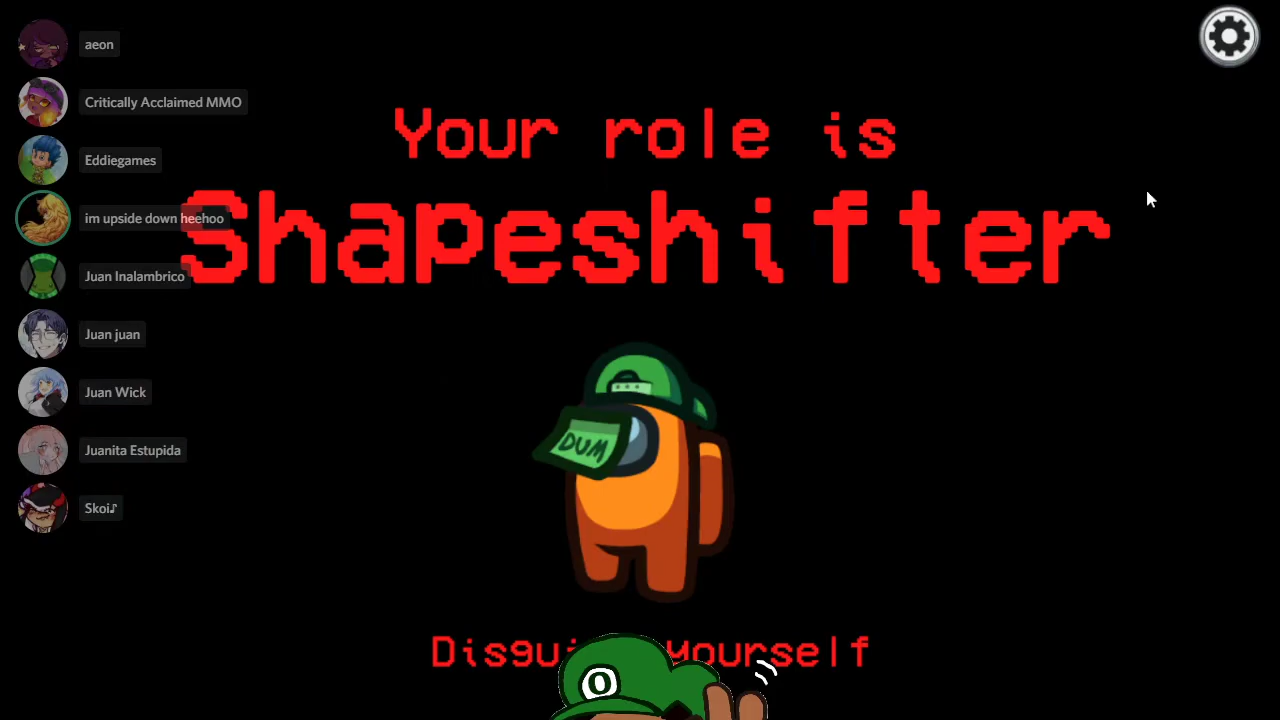 aeon
Critically Acclaimed MMO
Eddiegames
im upside down heehoo
Juan Inalambrico
Juan juan
Juan Wick
Juanita Estupida
Skoi♪
Your role is
Shapeshifter
DUM
Disgui Yourself
O